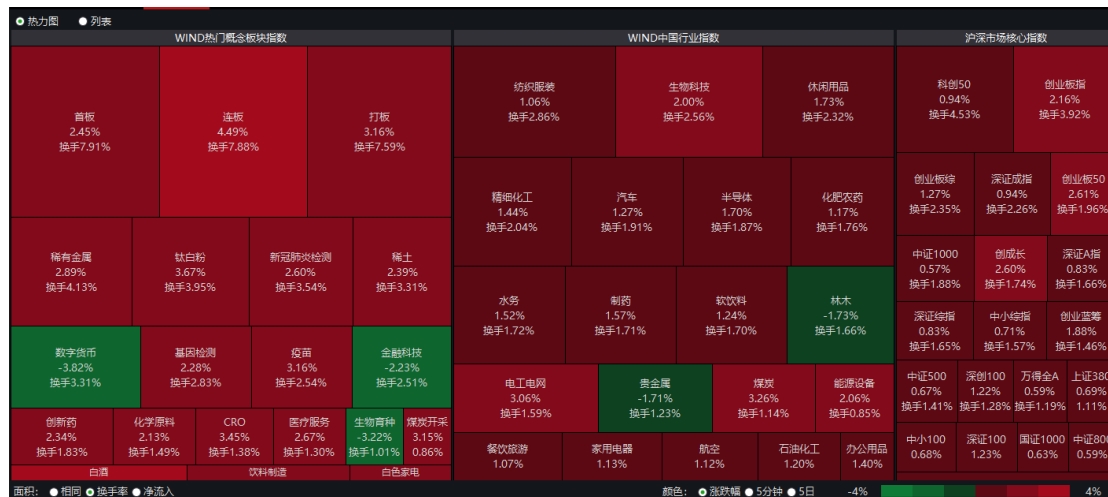 热力图 列表
WIND热门概念板块指数
首板
2.45%
换手7.91%
连板
4.49%
换手7.88%
打板
3.16%
换手7.59%
稀有金属
2.89%
换手4.13%
钛白粉
3.67%
换手3.95%
新冠肺炎检测
2.60%
换手3.54%
稀土
2.39%
换手3.31%
数字货币
-3.82%
换手3.31%
基因检测
2.28%
换手2.83%
疫苗
3.16%
换手2.54%
金融科技
-2.23%
换手2.51%
创新药
2.34%
换手1.83%
化学原料
2.13%
换手1.49%
CRO
3.45%
换手1.38%
医疗服务
2.67%
换手1.30%
生物育种
-3.22%
换手1.01%
煤炭开采
3.15%
0.86%
白酒
饮料制造
白色家电
WIND中国行业指数
纺织服装
1.06%
换手2.86%
生物科技
2.00%
换手2.56%
休闲用品
1.73%
换手2.32%
精细化工
1.44%
换手2.04%
汽车
1.27%
换手1.91%
半导体
1.70%
换手1.87%
化肥农药
1.17%
换手1.76%
水务
1.52%
换手1.72%
制药
1.57%
换手1.71%
软饮料
1.24%
换手1.70%
林木
-1.73%
换手1.66%
电工电网
3.06%
换手1.59%
贵金属
-1.71%
换手1.23%
煤炭
3.26%
换手1.14%
能源设备
2.06%
换手0.85%
餐饮旅游
1.07%
家用电器
1.13%
航空
1.12%
石油化工
1.20%
办公用品
1.40%
沪深市场核心指数
科创50
0.94%
换手4.53%
创业板指
2.16%
换手3.92%
创业板综
1.27%
换手2.35%
深证成指
0.94%
换手2.26%
创业板50
2.61%
换手1.96%
中证1000
0.57%
换手1.88%
创成长
2.60%
换手1.74%
深证A指
0.83%
换手1.66%
深证综指
0.83%
换手1.65%
中小综指
0.71%
换手1.57%
创业蓝筹
1.88%
换手1.46%
中证500
0.67%
换手1.41%
深创100
1.22%
换手1.28%
万得全A
0.59%
换手1.19%
上证380
0.69%
1.11%
中小100
0.68%
深证100
1.23%
国证1000
0.63%
中证800
0.59%
面积： 相同 换手率 净流入
颜色： 涨跌幅 5分钟 5日 -4% 4%